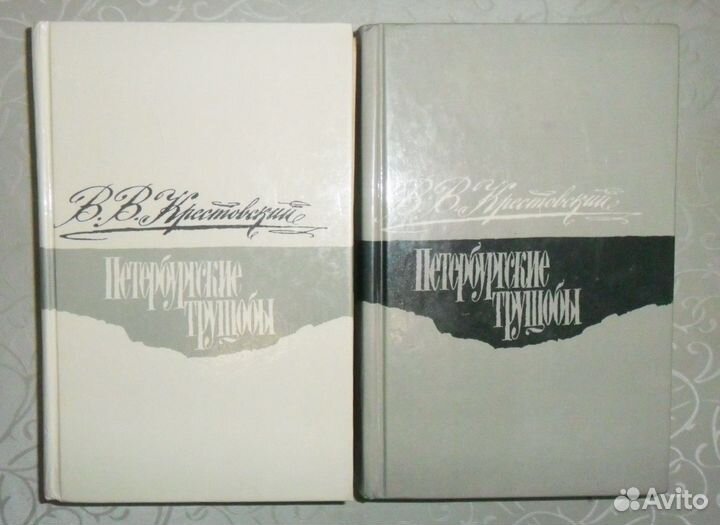 В. В. Крестовский
Петербургские
трущобы
В. В. Крестовский
Петербургские
трущобы
Avito